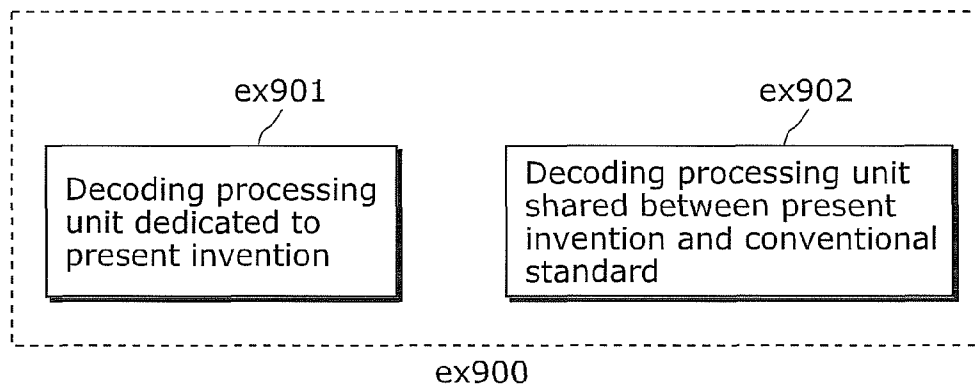 ex901
ex902
Decoding processing
unit dedicated to
present invention
Decoding processing unit
shared between present
invention and conventional
standard
ex900